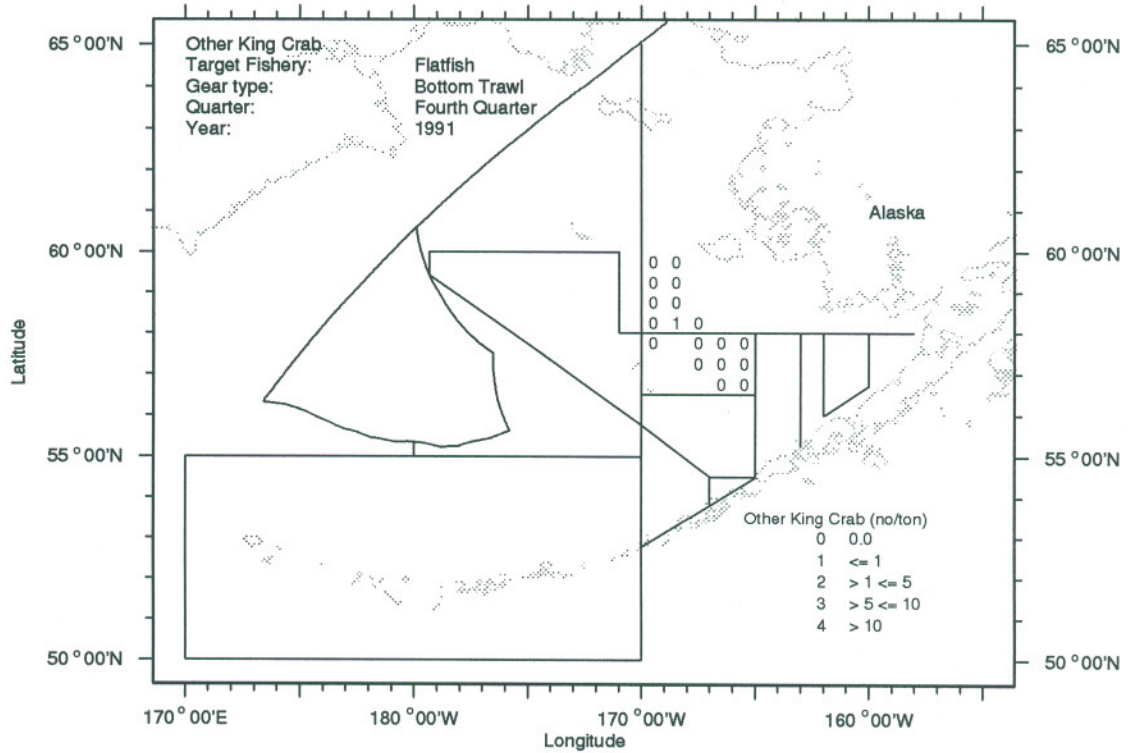 65 °00'N
65 °00'N
Other King Crab
Target Fishery: Flatfish
Gear type: Bottom Trawl
Quarter: Fourth Quarter
Year: 1991
Alaska
60 °00'N
60 °00'N
0 0
0 0
0 0
0 1 0
0 0 0 0
0 0 0
0 0
Latitude
55 °00'N
55 °00'N
Other King Crab (no/ton)
0 0.0
1 <= 1
2 > 1 <= 5
3 > 5 <= 10
4 > 10
50 °00'N
50 °00'N
170 °00'E
180 °00'W
170 °00'W
160 °00'W
Longitude